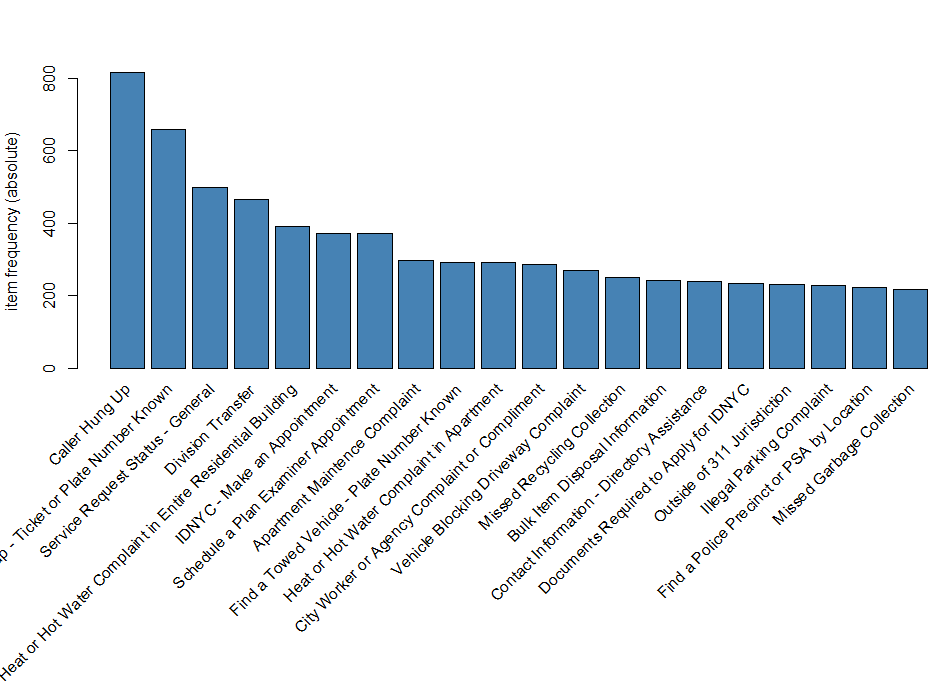 item frequency (absolute)
800
600
400
200
0
Caller Hung Up
- Ticket or Plate Number Known
Service Request Status - General
Division Transfer
Heat or Hot Water Complaint in Entire Residential Building
IDNYC - Make an Appointment
Schedule a Plan Examiner Appointment
Apartment Maintence Complaint
Find a Towed Vehicle - Plate Number Known
Heat or Hot Water Complaint in Apartment
City Worker or Agency Complaint or Compliment
Vehicle Blocking Driveway Complaint
Missed Recycling Collection
Bulk Item Disposal Information
Contact Information - Directory Assistance
Documents Required to Apply for IDNYC
Outside of 311 Jurisdiction
Illegal Parking Complaint
Find a Police Precinct or PSA by Location
Missed Garbage Collection